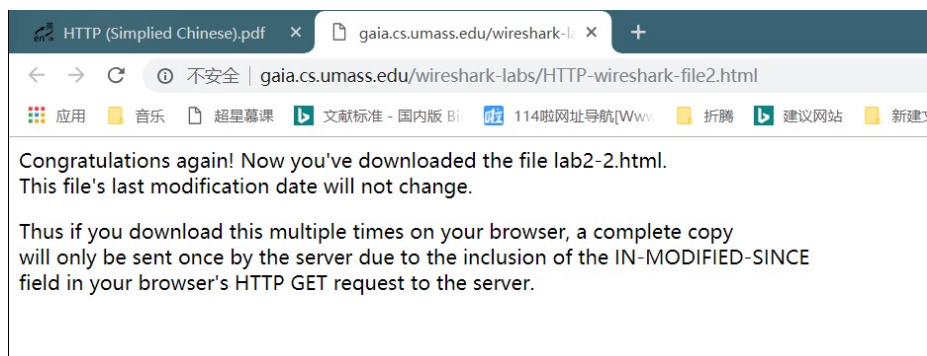 HTTP (Simplied Chinese).pdf
gaia.cs.umass.edu/wireshark-la
不安全 | gaia.cs.umass.edu/wireshark-labs/HTTP-wireshark-file2.html
应用 音乐 超星慕课 文献标准 - 国内版 Bi 114啦网址导航[Www 折腾 建议网站 新建文
Congratulations again! Now you've downloaded the file lab2-2.html.
This file's last modification date will not change.
Thus if you download this multiple times on your browser, a complete copy
will only be sent once by the server due to the inclusion of the IN-MODIFIED-SINCE
field in your browser's HTTP GET request to the server.